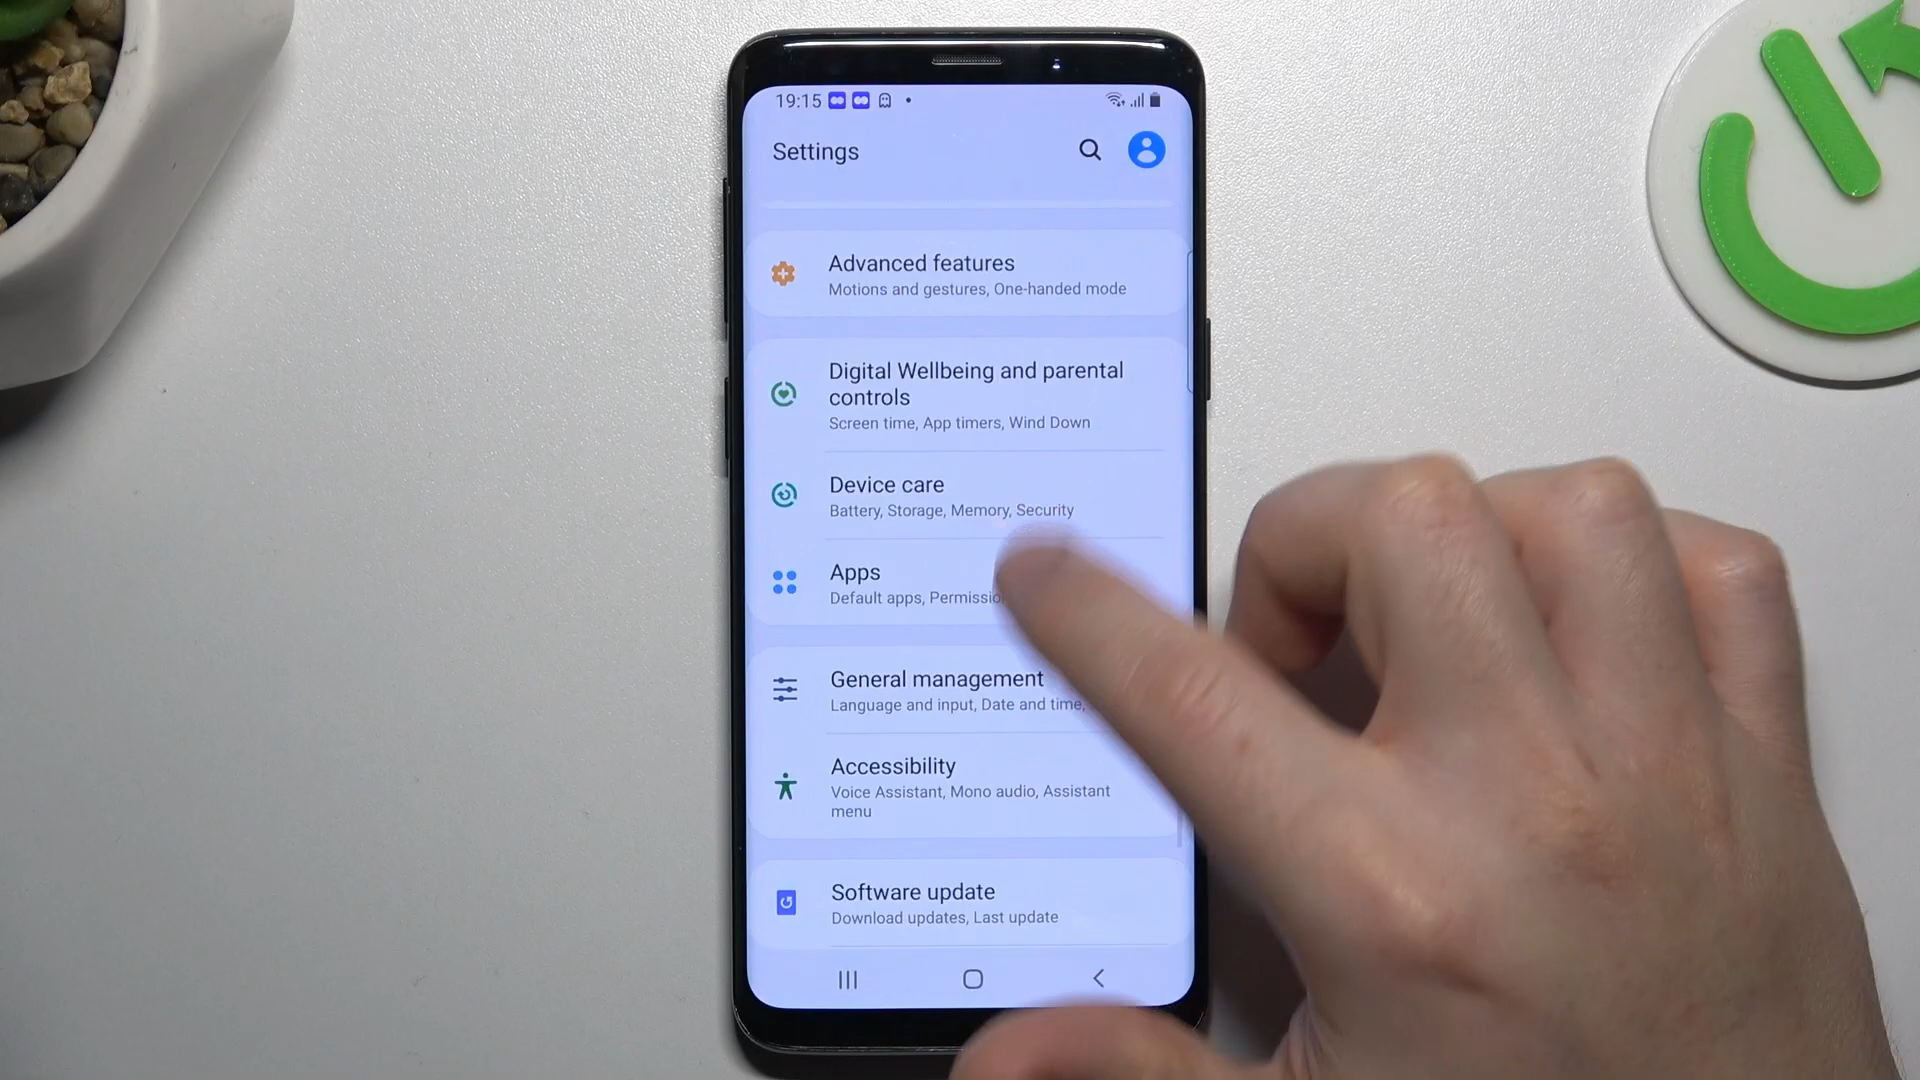 19:15
Settings
Advanced features
Motions and gestures, One-handed mode
Digital Wellbeing and parental
controls
Screen time, App timers, Wind Down
Device care
Battery, Storage, Memory, Security
Apps
Default apps,
General management
Language and input, Date and time,
Accessibility
Voice Assistant, Mono audio, Assistant
menu
Software update
Download updates, Last update